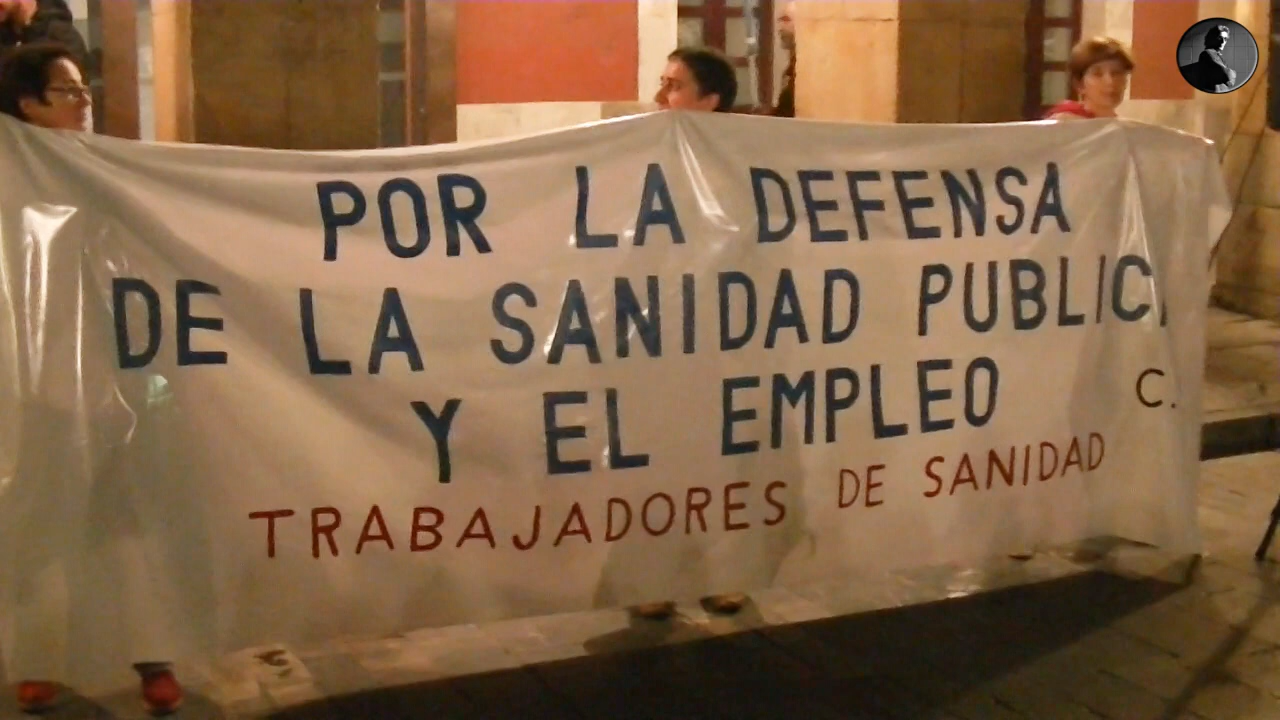 POR LA DEFENSA
DE LA SANIDAD PUBLIC
Y EL EMPLEO
C.
TRABAJADORES DE SANIDAD